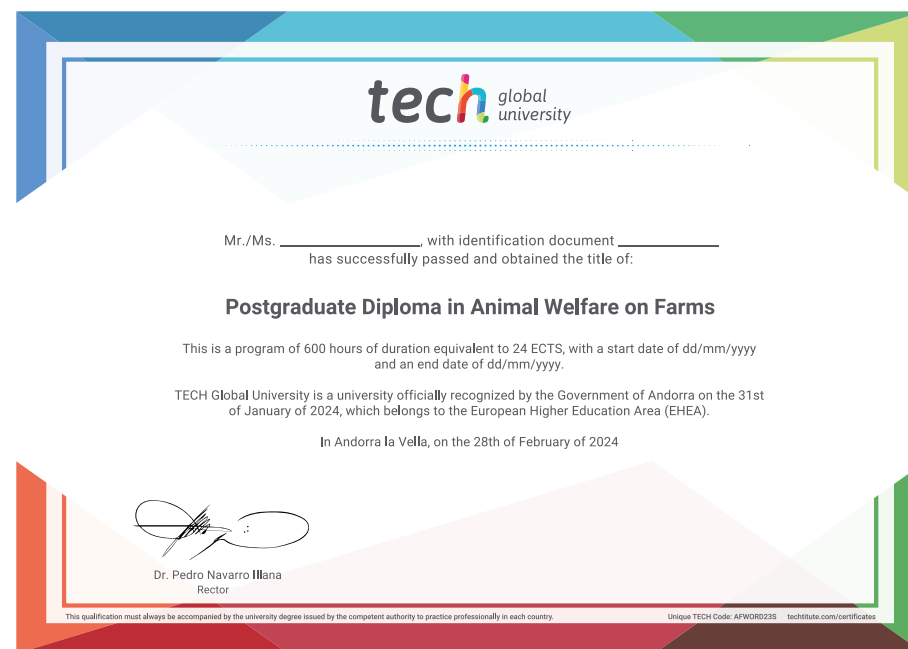 tech global
university
Mr./Ms. ____________________, with identification document ______________
has successfully passed and obtained the title of:
Postgraduate Diploma in Animal Welfare on Farms
This is a program of 600 hours of duration equivalent to 24 ECTS, with a start date of dd/mm/yyyy
and an end date of dd/mm/yyyy.
TECH Global University is a university officially recognized by the Government of Andorra on the 31st
of January of 2024, which belongs to the European Higher Education Area (EHEA).
In Andorra la Vella, on the 28th of February of 2024
Dr. Pedro Navarro Illana
Rector
This qualification must always be accompanied by the university degree issued by the competent authority to practice professionally in each country.
Unique TECH Code: AFWORD23S techtitute.com/certificates